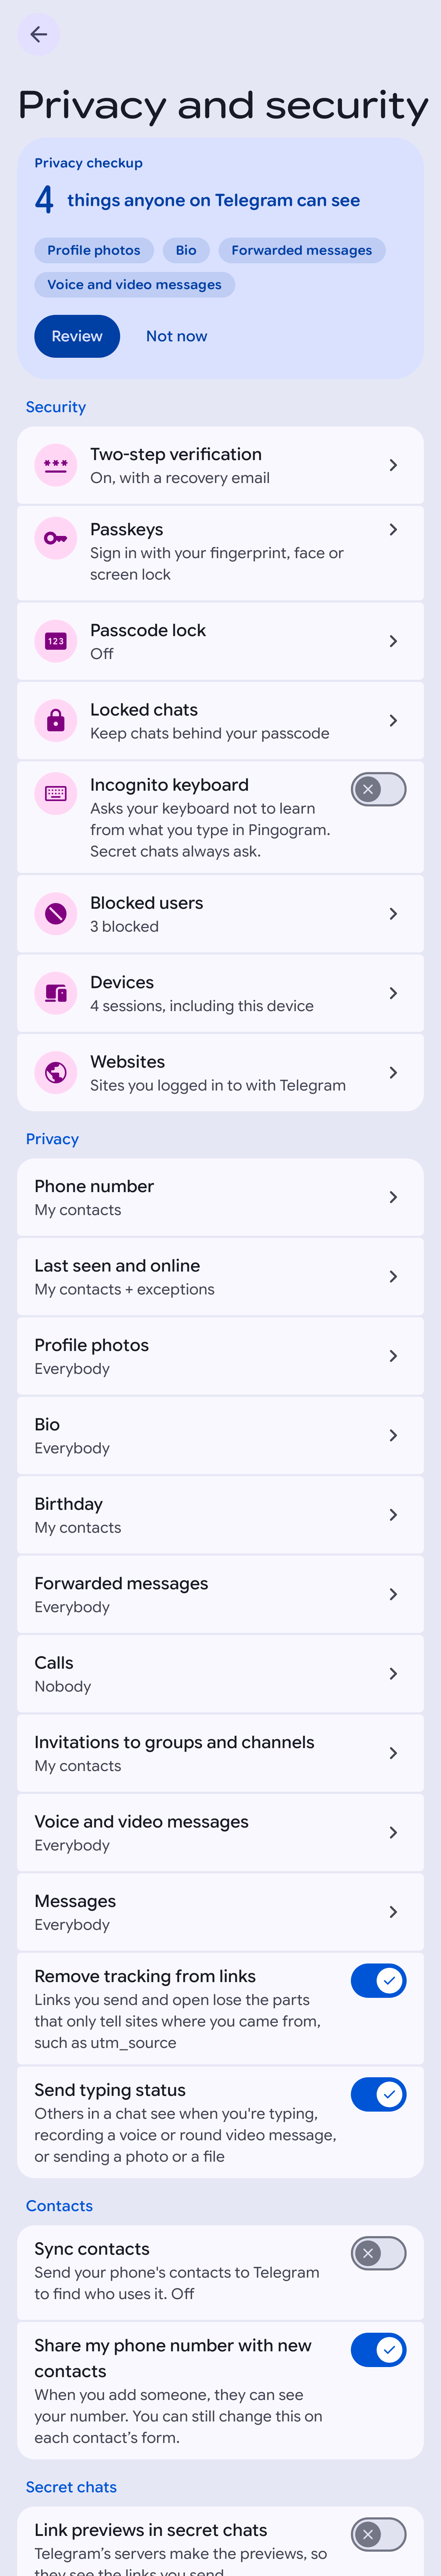 Privacy and security
Privacy checkup
4 things anyone on Telegram can see
Profile photos Bio Forwarded messages
Voice and video messages
Review Not now
Security
Two-step verification
On, with a recovery email
Passkeys
Sign in with your fingerprint, face or
screen lock
123
Passcode lock
Off
Locked chats
Keep chats behind your passcode
Incognito keyboard
Asks your keyboard not to learn
from what you type in Pingogram.
Secret chats always ask.
Blocked users
3 blocked
Devices
4 sessions, including this device
Websites
Sites you logged in to with Telegram
Privacy
Phone number
My contacts
Last seen and online
My contacts + exceptions
Profile photos
Everybody
Bio
Everybody
Birthday
My contacts
Forwarded messages
Everybody
Calls
Nobody
Invitations to groups and channels
My contacts
Voice and video messages
Everybody
Messages
Everybody
Remove tracking from links
Links you send and open lose the parts
that only tell sites where you came from,
such as utm_source
Send typing status
Others in a chat see when you're typing,
recording a voice or round video message,
or sending a photo or a file
Contacts
Sync contacts
Send your phone's contacts to Telegram
to find who uses it. Off
Share my phone number with new
contacts
When you add someone, they can see
your number. You can still change this on
each contact’s form.
Secret chats
Link previews in secret chats
Telegram’s servers make the previews, so
they see the links you send